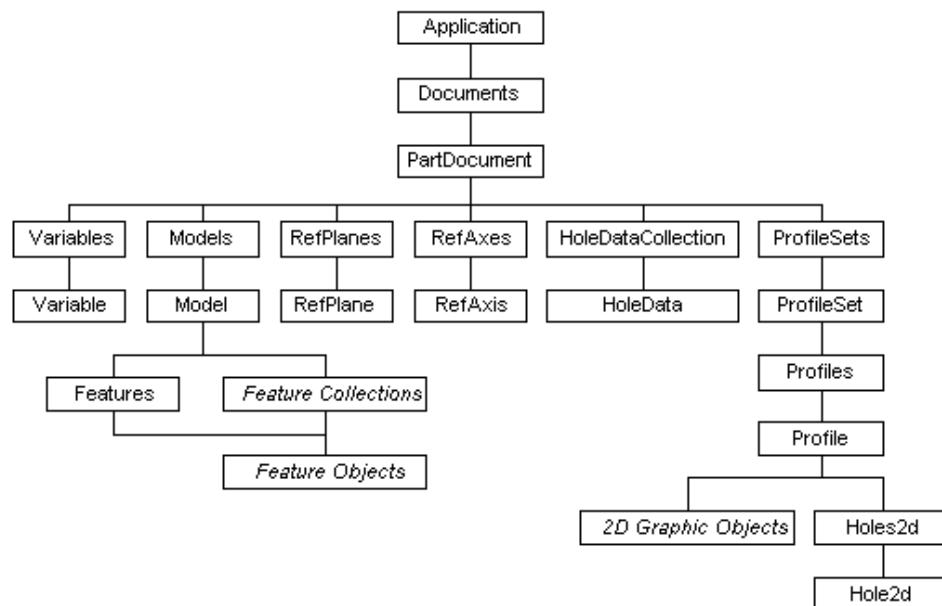 Application
Documents
PartDocument
Variables
Models
RefPlanes
RefAxes
HoleDataCollection
ProfileSets
Variable
Model
RefPlane
RefAxis
HoleData
ProfileSet
Features
Feature Collections
Profiles
Feature Objects
Profile
2D Graphic Objects
Holes2d
Hole2d